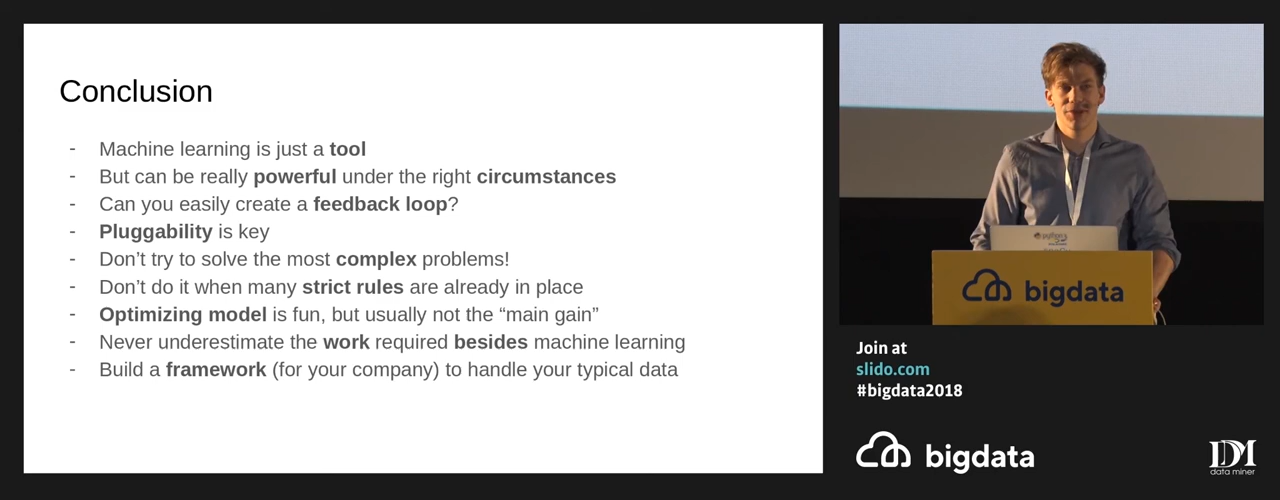 Conclusion
- Machine learning is just a tool
- But can be really powerful under the right circumstances
- Can you easily create a feedback loop?
- Pluggability is key
- Don’t try to solve the most complex problems!
- Don’t do it when many strict rules are already in place
- Optimizing model is fun, but usually not the “main gain”
- Never underestimate the work required besides machine learning
- Build a framework (for your company) to handle your typical data
python
bigdata
Join at
slido.com
#bigdata2018
bigdata
DM
data miner